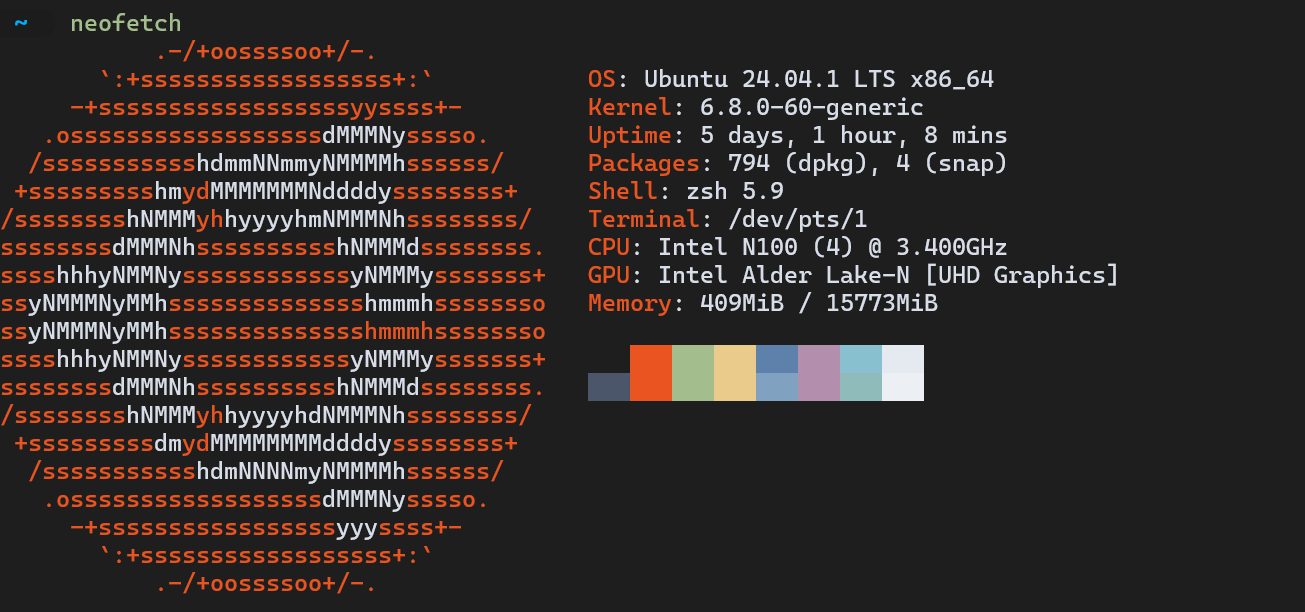 ~ neofetch
.-/+oossssoo+/-.
`:+ssssssssssssssssss+:`
-+ssssssssssssssssssyyssss+-
.ossssssssssssssssssdMMMNysssso.
/ssssssssssshdmmNNmmyNMMMMhssssss/
+ssssssssshmydMMMMMMMNddddyssssssss+
/sssssssshNMMMyhhyyyyhmNMMMNhssssssss/
ssssssssdMMMNhsssssssssshNMMMdssssssss.
sssshhhyNMMNyssssssssssssyNMMMysssssss+
ssyNMMMNyMMhsssssssssssssshmmmhssssssso
ssyNMMMNyMMhsssssssssssssshmmmhssssssso
sssshhhyNMMNyssssssssssssyNMMMysssssss+
ssssssssdMMMNhsssssssssshNMMMdssssssss.
/sssssssshNMMMyhhyyyyhdNMMMNhssssssss/
+sssssssssdmydMMMMMMMMddddyssssssss+
/ssssssssssshdmNNNNmyNMMMMhssssss/
.ossssssssssssssssssdMMMNysssso.
-+sssssssssssssssssyyyssss+-
`:+ssssssssssssssssss+:`
.-/+oossssoo+/-.
OS: Ubuntu 24.04.1 LTS x86_64
Kernel: 6.8.0-60-generic
Uptime: 5 days, 1 hour, 8 mins
Packages: 794 (dpkg), 4 (snap)
Shell: zsh 5.9
Terminal: /dev/pts/1
CPU: Intel N100 (4) @ 3.400GHz
GPU: Intel Alder Lake-N [UHD Graphics]
Memory: 409MiB / 15773MiB